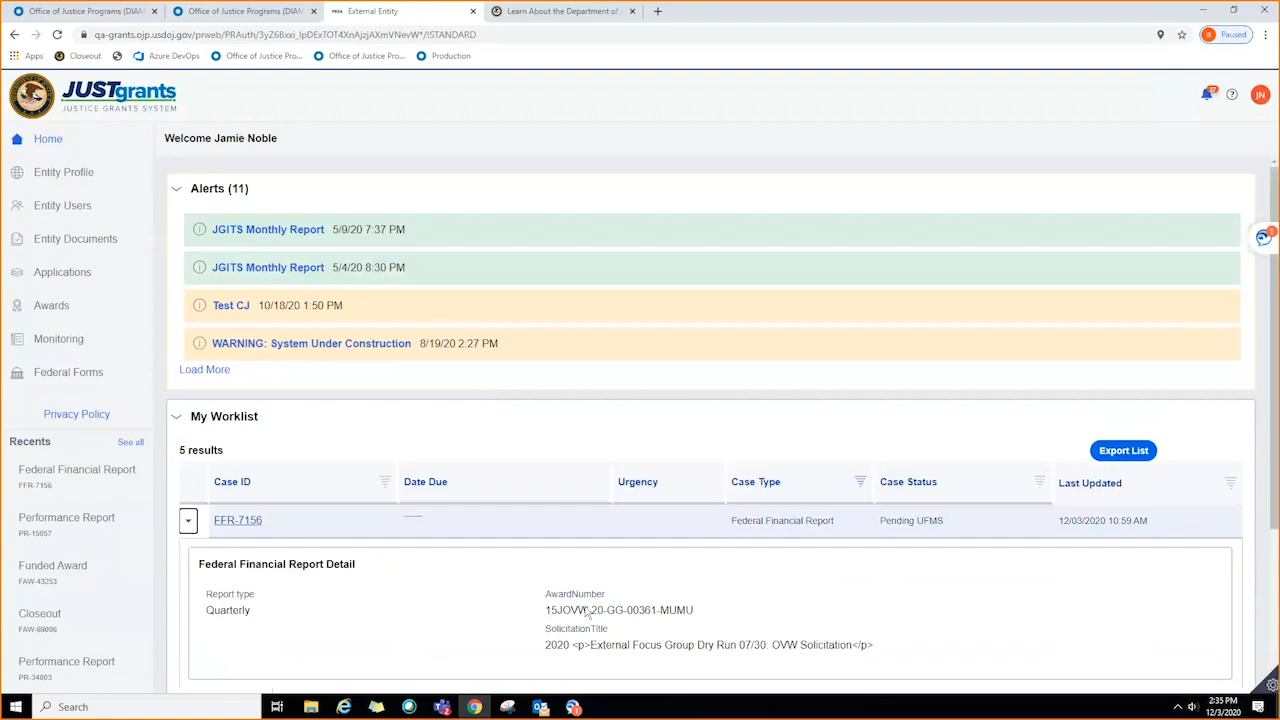 Office of Justice Programs (DIAM
Office of Justice Programs (DIAM
PEGA
External Entity
Learn About the Department of J
qa-grants.ojp.usdoj.gov/prweb/PRAuth/3yZ6Bxxi_IpDExTOT4XnAjzjAXmVNevW*/!STANDARD
a Paused
Apps
Closeout
Azure DevOps
Office of Justice Pro...
Office of Justice Pro...
Production
JUSTgrants
JUSTICE GRANTS SYSTEM
37
?
JN
Home
Entity Profile
Entity Users
Entity Documents
Applications
Awards
Monitoring
Federal Forms
Privacy Policy
Recents
See all
Federal Financial Report
FFR-7156
Performance Report
PR-15057
Funded Award
FAW-43253
Closeout
FAW-69006
Performance Report
PR-34003
Welcome Jamie Noble
Alerts (11)
JGITS Monthly Report 5/9/20 7:37 PM
JGITS Monthly Report 5/4/20 8:30 PM
Test CJ 10/18/20 1:50 PM
WARNING: System Under Construction 8/19/20 2:27 PM
Load More
1
My Worklist
5 results
Export List
Case ID
Date Due
Urgency
Case Type
Case Status
Last Updated
FFR-7156
Federal Financial Report
Pending UFMS
12/03/2020 10:59 AM
Federal Financial Report Detail
Report type
Quarterly
AwardNumber
15JOVW-20-GG-00361-MUMU
SolicitationTitle
2020 <p>External Focus Group Dry Run 07/30: OVW Solicitation</p>
Search
2:35 PM
12/3/2020